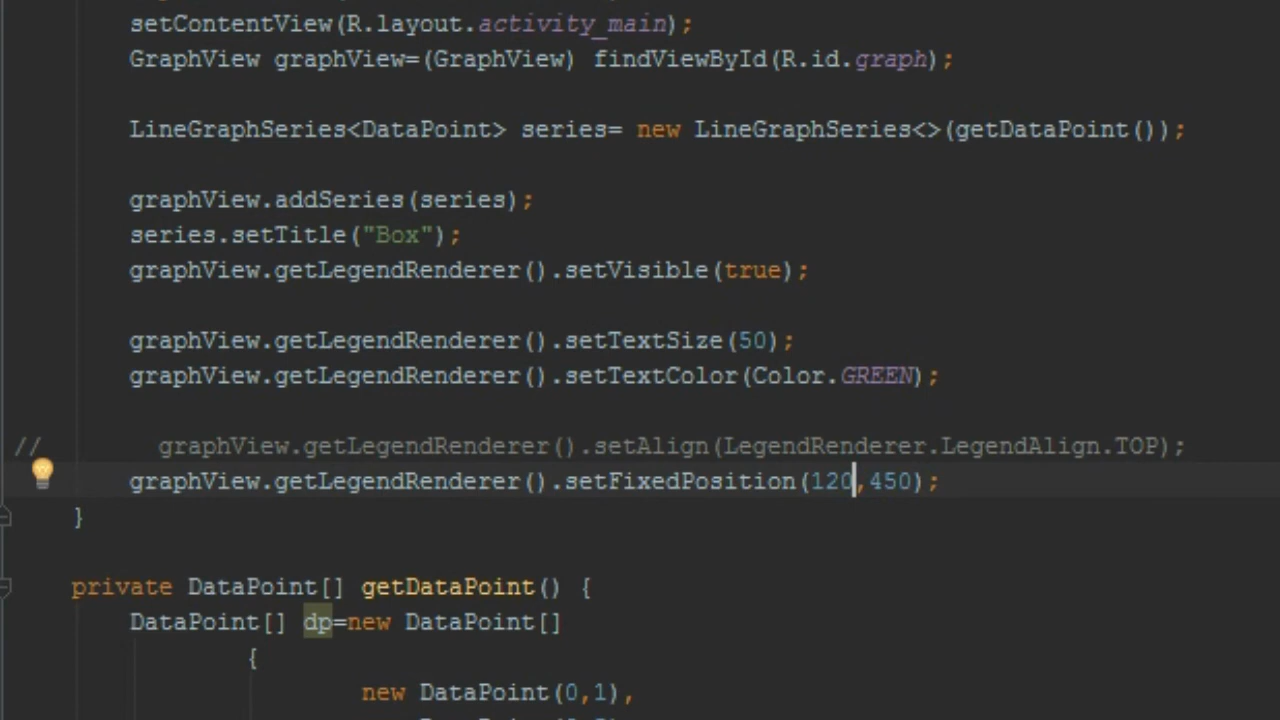 setContentView(R.layout.activity_main);
GraphView graphView=(GraphView) findViewById(R.id.graph);
LineGraphSeries<DataPoint> series= new LineGraphSeries<>(getDataPoint());
graphView.addSeries(series);
series.setTitle("Box");
graphView.getLegendRenderer().setVisible(true);
graphView.getLegendRenderer().setTextSize(50);
graphView.getLegendRenderer().setTextColor(Color.GREEN);
//        graphView.getLegendRenderer().setAlign(LegendRenderer.LegendAlign.TOP);
graphView.getLegendRenderer().setFixedPosition(120,450);
}
private DataPoint[] getDataPoint() {
DataPoint[] dp=new DataPoint[]
{
new DataPoint(0,1),